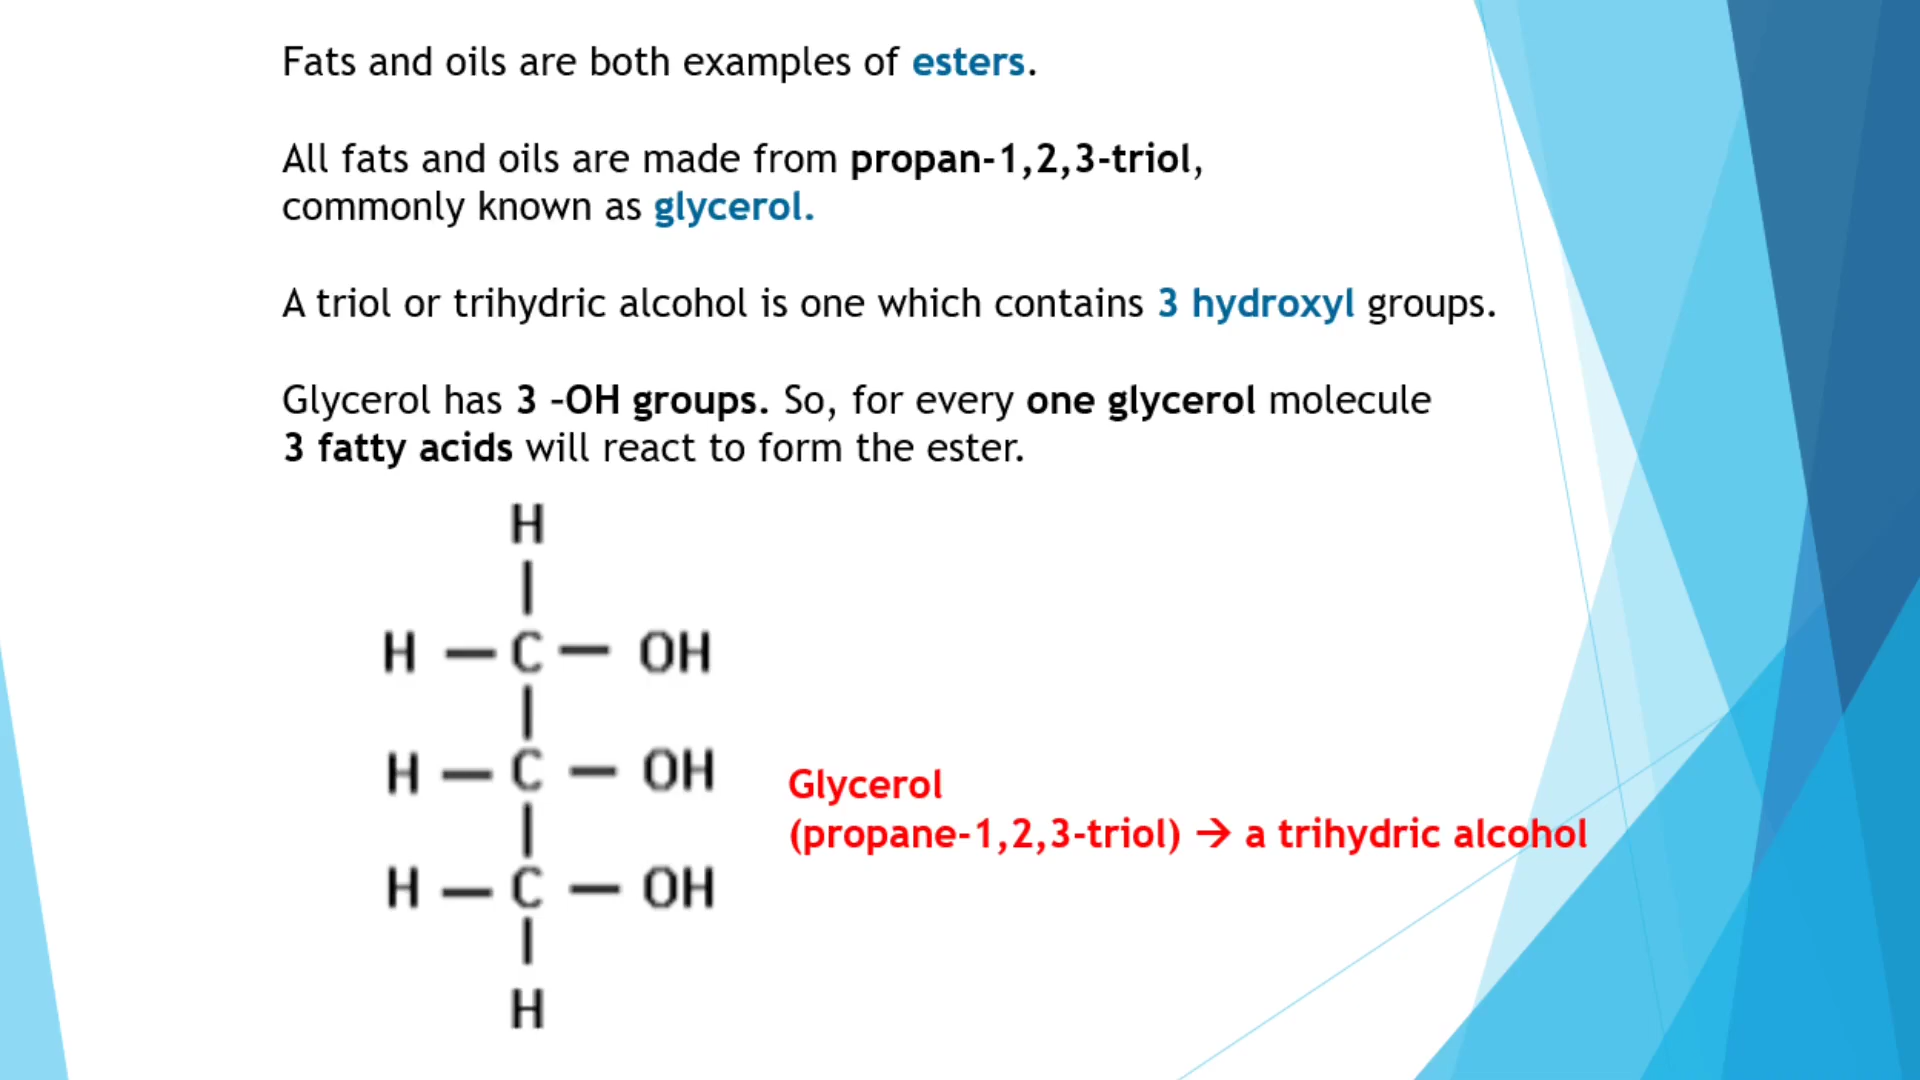 Fats and oils are both examples of esters.
All fats and oils are made from propan-1,2,3-triol,
commonly known as glycerol.
A triol or trihydric alcohol is one which contains 3 hydroxyl groups.
Glycerol has 3 –OH groups. So, for every one glycerol molecule
3 fatty acids will react to form the ester.
H
|
H — C — OH
|
H — C — OH
|
H — C — OH
|
H
Glycerol
(propane-1,2,3-triol) → a trihydric alcohol